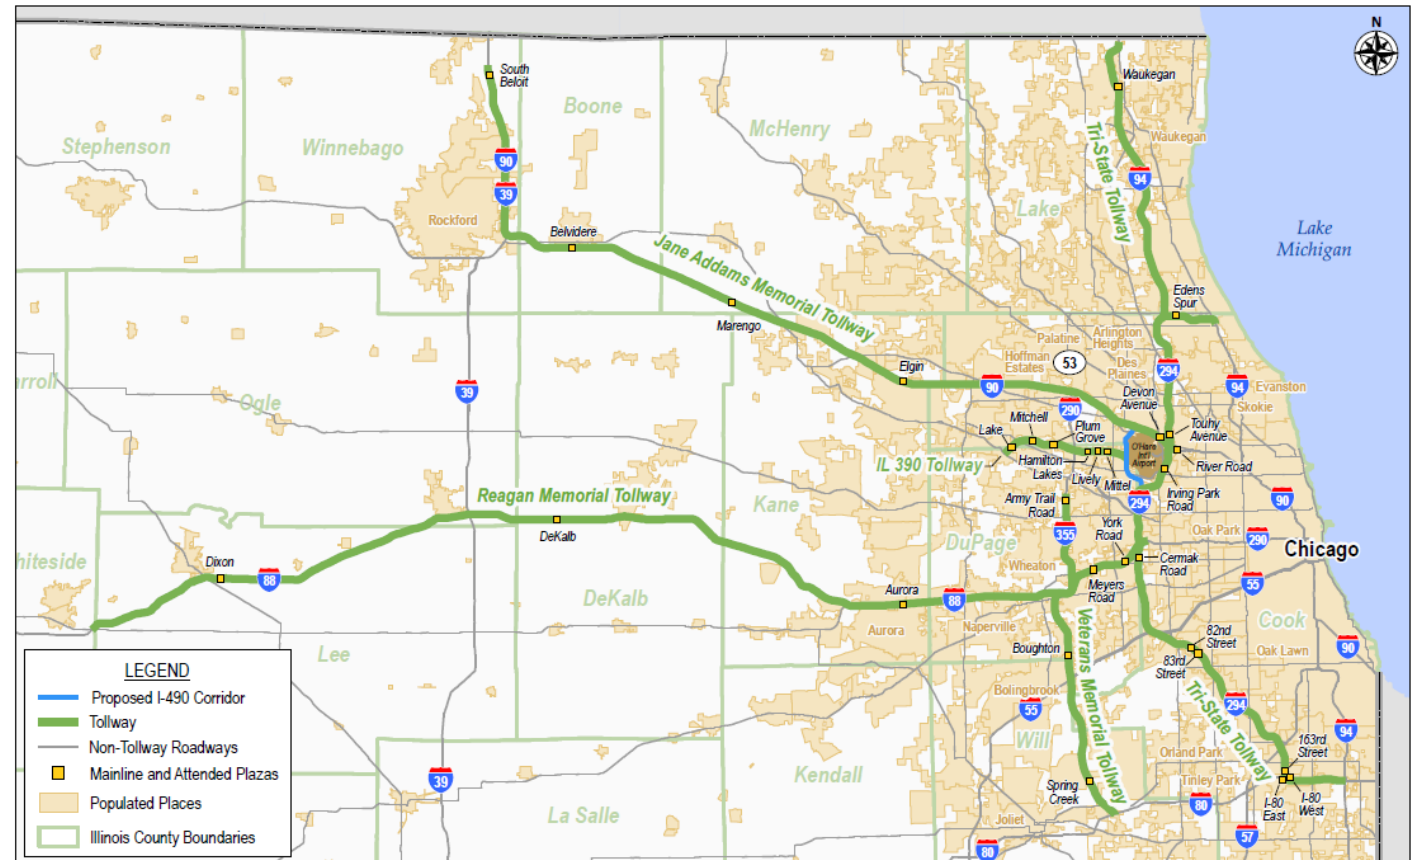 N
South
Beloit
Waukegan
Boone
McHenry
Stephenson
Winnebago
90
39
Waukegan
Tri-State Tollway
94
Lake
Rockford
Belvidere
Jane Addams Memorial Tollway
Lake
Michigan
Marengo
Edens
Spur
Palatine
Arlington
Heights
Hoffman
Estates
53
Des
Plaines
Elgin
90
294
94
Evanston
Skokie
39
Ogle
Devon
Avenue
290
Mitchell
Plum
Grove
Lake
Touhy
Avenue
O'Hare
Int'l
Airport
IL 390 Tollway
Hamilton
Lakes
Lively
Mittel
River Road
Irving Park
Road
Reagan Memorial Tollway
Kane
Army Trail
Road
294
90
DeKalb
York
Road
Oak Park
355
DuPage
290
Chicago
hiteside
Dixon
88
Wheaton
Cermak
Road
Meyers
Road
55
DeKalb
Aurora
88
Cook
Aurora
Naperville
Veterans Memorial Tollway
82nd
Street
83rd
Street
Oak Lawn
90
Lee
Boughton
LEGEND
Proposed I-490 Corridor
Tollway
Non-Tollway Roadways
Mainline and Attended Plazas
Populated Places
Illinois County Boundaries
Bolingbrook
55
Tri-State Tollway
294
94
Will
163rd
Street
Orland Park
39
Kendall
Spring
Creek
Tinley Park
I-80
East
I-80
West
80
La Salle
Joliet
57
80